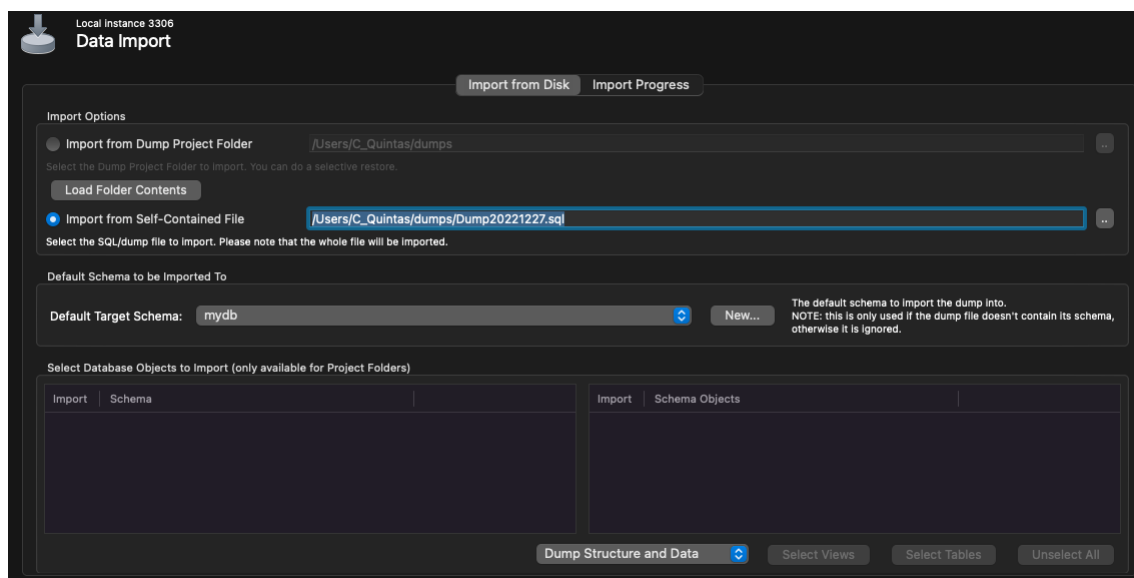 Local instance 3306
Data Import
Import from Disk Import Progress
Import Options
Import from Dump Project Folder /Users/C_Quintas/dumps ..
Select the Dump Project Folder to import. You can do a selective restore.
Load Folder Contents
Import from Self-Contained File /Users/C_Quintas/dumps/Dump20221227.sql ..
Select the SQL/dump file to import. Please note that the whole file will be imported.
Default Schema to be Imported To
Default Target Schema: mydb New...
The default schema to import the dump into.
NOTE: this is only used if the dump file doesn't contain its schema,
otherwise it is ignored.
Select Database Objects to Import (only available for Project Folders)
Import Schema Import Schema Objects
Dump Structure and Data Select Views Select Tables Unselect All